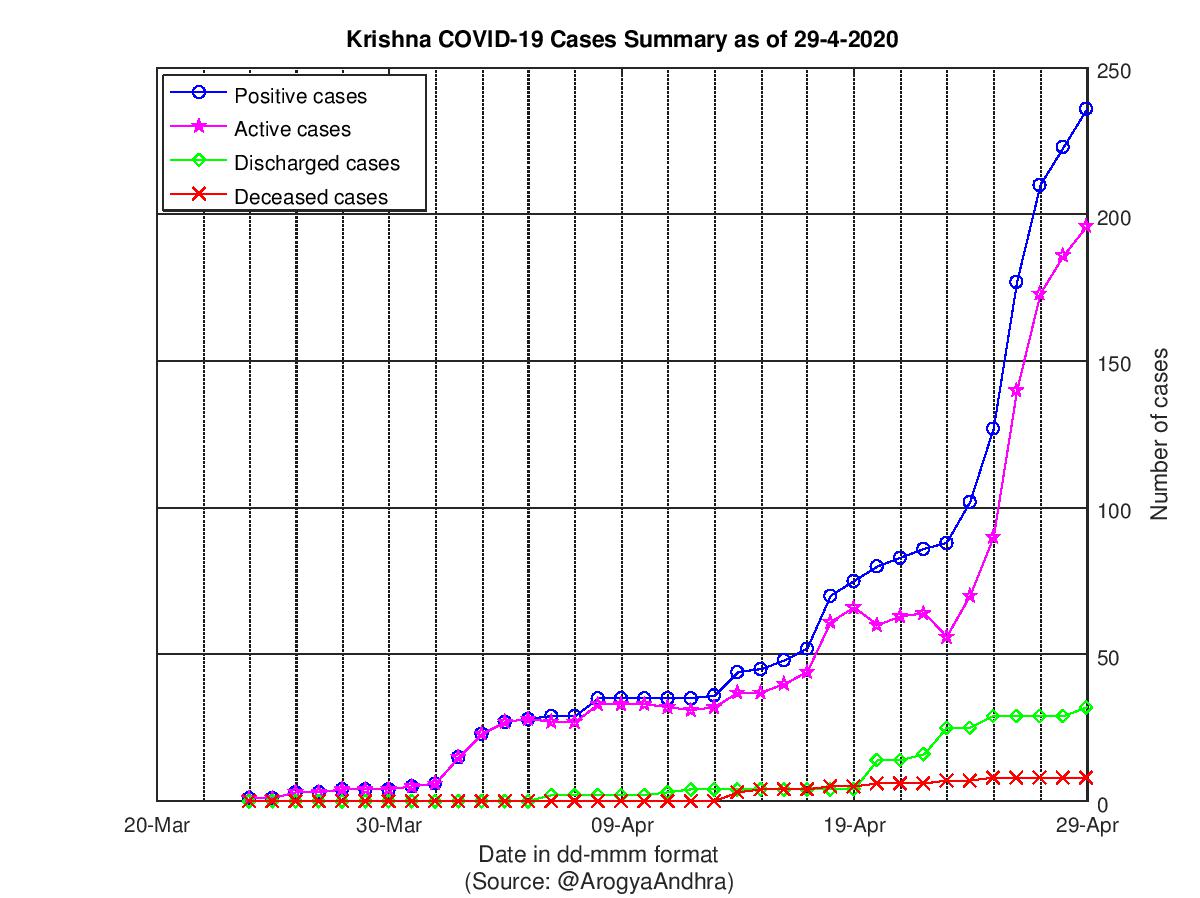 Krishna COVID-19 Cases Summary as of 29-4-2020
Positive cases
Active cases
Discharged cases
Deceased cases
250
200
150
100
50
0
Number of cases
20-Mar 30-Mar 09-Apr 19-Apr 29-Apr
Date in dd-mmm format
(Source: @ArogyaAndhra)